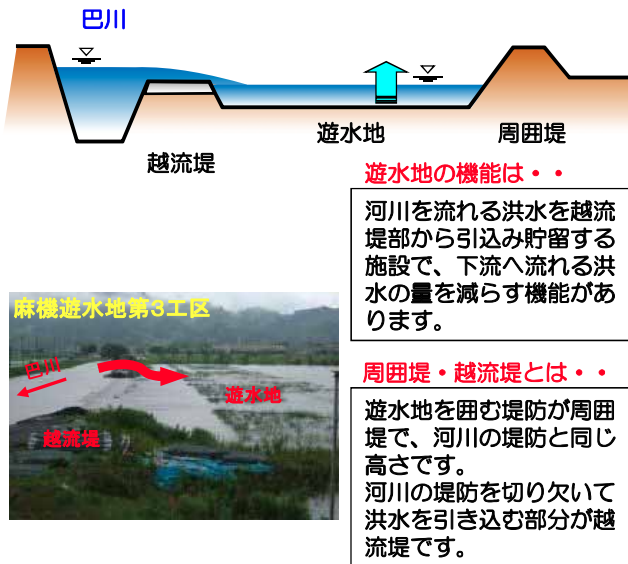 巴川
越流堤
遊水地
周囲堤
遊水地の機能は・・
河川を流れる洪水を越流
堤部から引込み貯留する
施設で、下流へ流れる洪
水の量を減らす機能があ
ります。
麻機遊水地第3工区
巴川
遊水地
越流堤
周囲堤・越流堤とは・・
遊水地を囲む堤防が周囲
堤で、河川の堤防と同じ
高さです。
河川の堤防を切り欠いて
洪水を引き込む部分が越
流堤です。